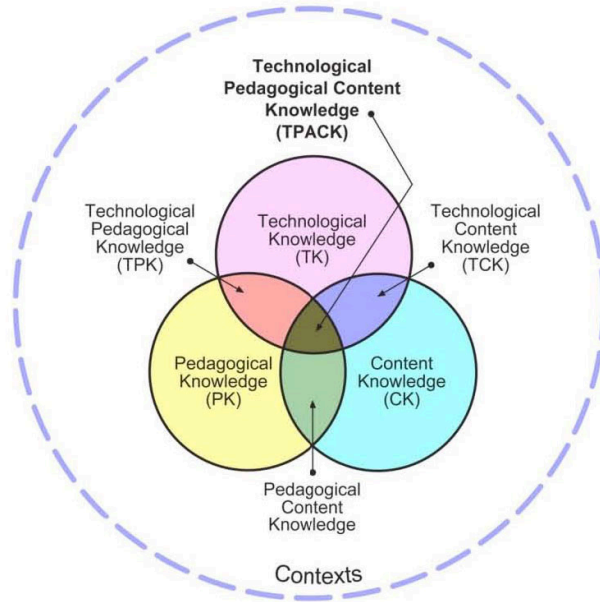 Technological
Pedagogical Content
Knowledge
(TPACK)
Technological
Pedagogical
Knowledge
(TPK)
Technological
Knowledge
(TK)
Technological
Content
Knowledge
(TCK)
Pedagogical
Knowledge
(PK)
Content
Knowledge
(CK)
Pedagogical
Content
Knowledge
Contexts